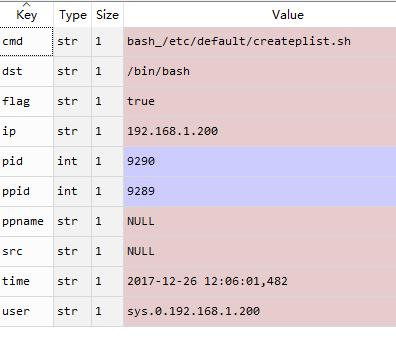 Key Type Size Value
cmd str 1 bash_/etc/default/createplist.sh
dst str 1 /bin/bash
flag str 1 true
ip str 1 192.168.1.200
pid int 1 9290
ppid int 1 9289
ppname str 1 NULL
src str 1 NULL
time str 1 2017-12-26 12:06:01,482
user str 1 sys.0.192.168.1.200